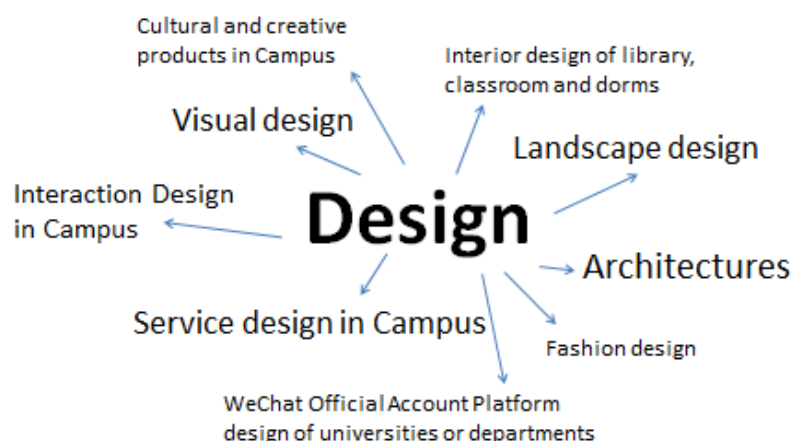 Cultural and creative
products in Campus
Interior design of library,
classroom and dorms
Visual design
Landscape design
Interaction Design
in Campus
Design
Architectures
Service design in Campus
Fashion design
WeChat Official Account Platform
design of universities or departments